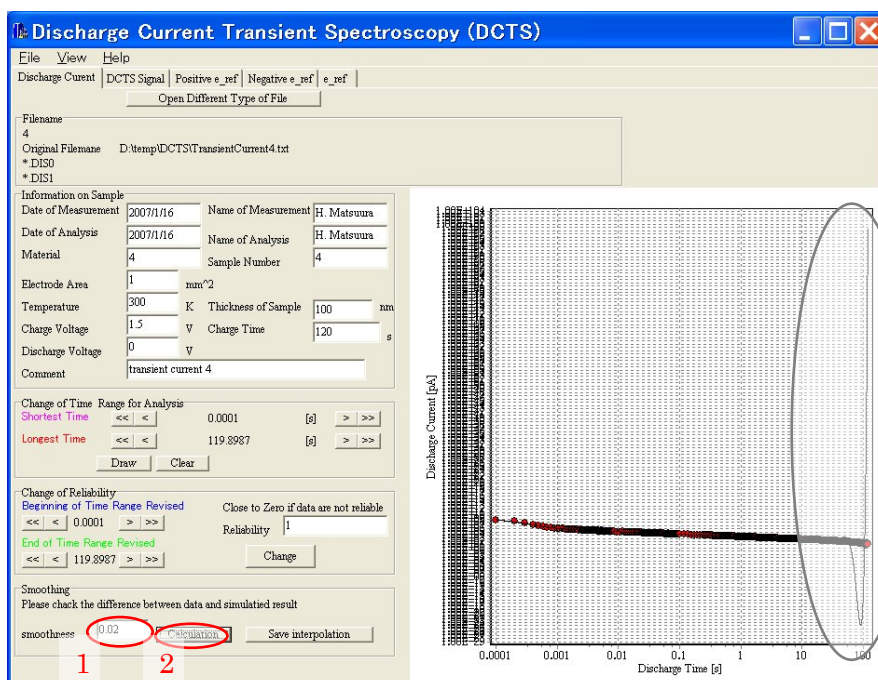 Discharge Current Transient Spectroscopy (DCTS)
File View Help
Discharge Curent DCTS Signal Positive e_ref Negative e_ref e_ref
Open Different Type of File
Filename
4
Original Filemane D:\temp\DCTS\TransientCurrent4.txt
*.DIS0
*.DIS1
Information on Sample
Date of Measurement 2007/1/16 Name of Measurement H. Matsuura
Date of Analysis 2007/1/16 Name of Analysis H. Matsuura
Material 4 Sample Number 4
Electrode Area 1 mm^2
Temperature 300 K Thickness of Sample 100 nm
Charge Voltage 1.5 V Charge Time 120 s
Discharge Voltage 0 V
Comment transient current 4
Change of Time Range for Analysis
Shortest Time << < 0.0001 [s] > >>
Longest Time << < 119.8987 [s] > >>
Draw Clear
Change of Reliability
Beginning of Time Range Revised Close to Zero if data are not reliable
<< < 0.0001 > >> Reliability 1
End of Time Range Revised
<< < 119.8987 > >> Change
Smoothing
Please chack the difference between data and simulatied result
smoothness 0.02 Calculation Save interpolation
1 2
Discharge Current [pA]
0.0001 0.001 0.01 0.1 1 10 100
Discharge Time [s]